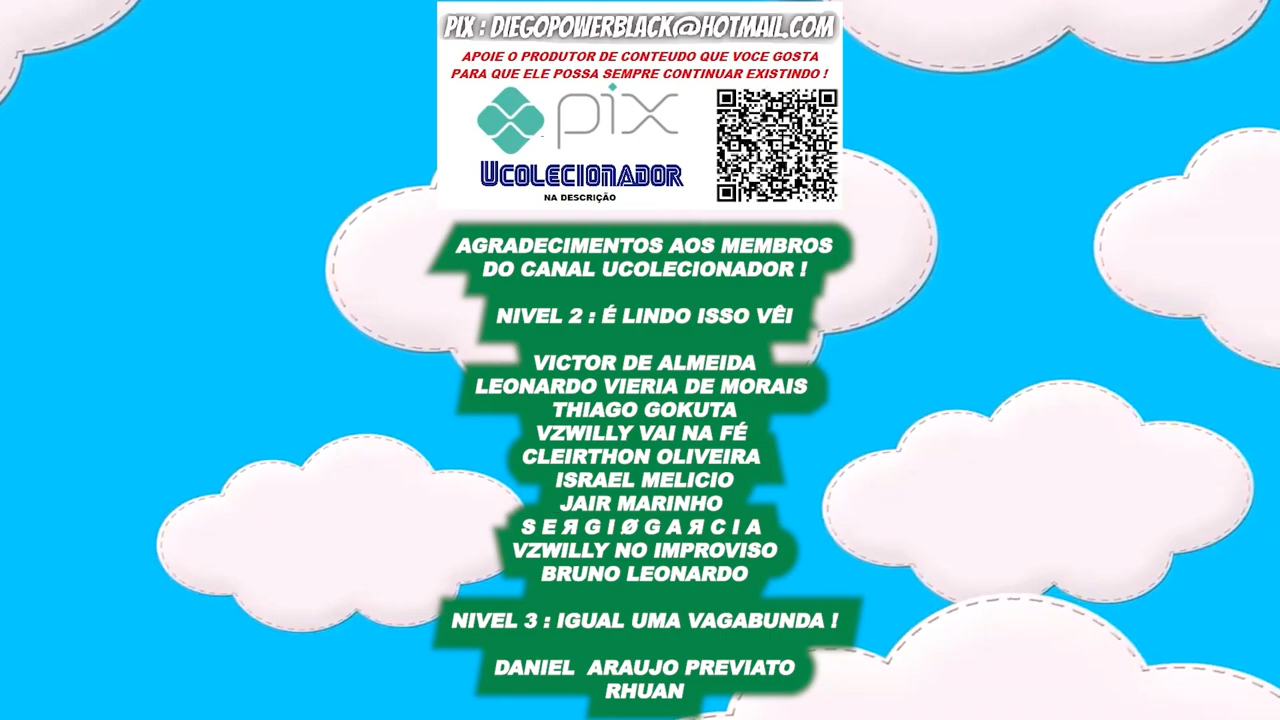 PIX : DIEGOPOWERBLACK@HOTMAIL.COM
APOIE O PRODUTOR DE CONTEUDO QUE VOCE GOSTA
PARA QUE ELE POSSA SEMPRE CONTINUAR EXISTINDO !
pix
UCOLECIONADOR
NA DESCRIÇÃO
AGRADECIMENTOS AOS MEMBROS
DO CANAL UCOLECIONADOR !
NIVEL 2 : É LINDO ISSO VÊI
VICTOR DE ALMEIDA
LEONARDO VIERIA DE MORAIS
THIAGO GOKUTA
VZWILLY VAI NA FÉ
CLEIRTHON OLIVEIRA
ISRAEL MELICIO
JAIR MARINHO
S E Я G I Ø G A Я C I A
VZWILLY NO IMPROVISO
BRUNO LEONARDO
NIVEL 3 : IGUAL UMA VAGABUNDA !
DANIEL ARAUJO PREVIATO
RHUAN